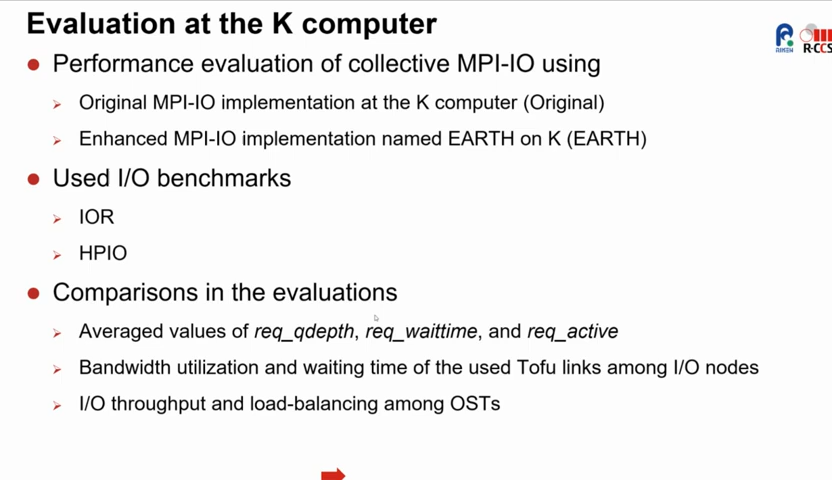 Evaluation at the K computer
RIKEN
R-CCS
Performance evaluation of collective MPI-IO using
Original MPI-IO implementation at the K computer (Original)
Enhanced MPI-IO implementation named EARTH on K (EARTH)
Used I/O benchmarks
IOR
HPIO
Comparisons in the evaluations
Averaged values of req_qdepth, req_waittime, and req_active
Bandwidth utilization and waiting time of the used Tofu links among I/O nodes
I/O throughput and load-balancing among OSTs